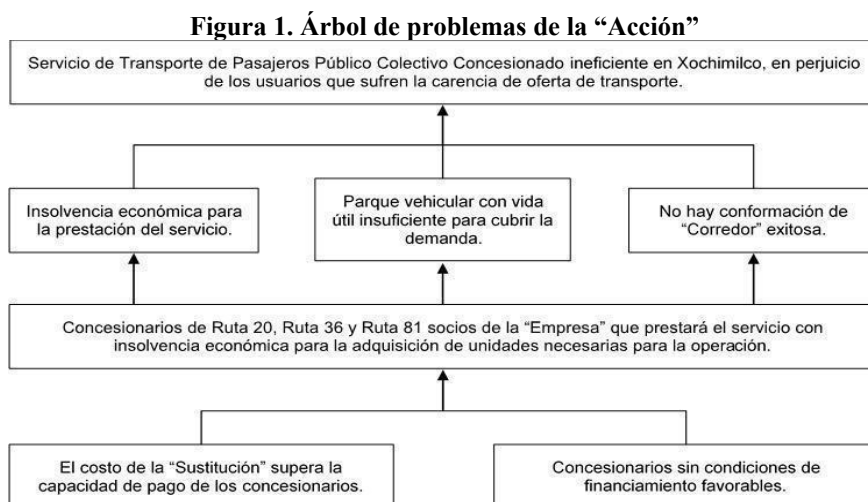 Figura 1. Árbol de problemas de la “Acción”
Servicio de Transporte de Pasajeros Público Colectivo Concesionado ineficiente en Xochimilco, en perjuicio
de los usuarios que sufren la carencia de oferta de transporte.
Insolvencia económica para
la prestación del servicio.
Parque vehicular con vida
útil insuficiente para cubrir la
demanda.
No hay conformación de
“Corredor” exitosa.
Concesionarios de Ruta 20, Ruta 36 y Ruta 81 socios de la “Empresa” que prestará el servicio con
insolvencia económica para la adquisición de unidades necesarias para la operación.
El costo de la “Sustitución” supera la
capacidad de pago de los concesionarios.
Concesionarios sin condiciones de
financiamiento favorables.